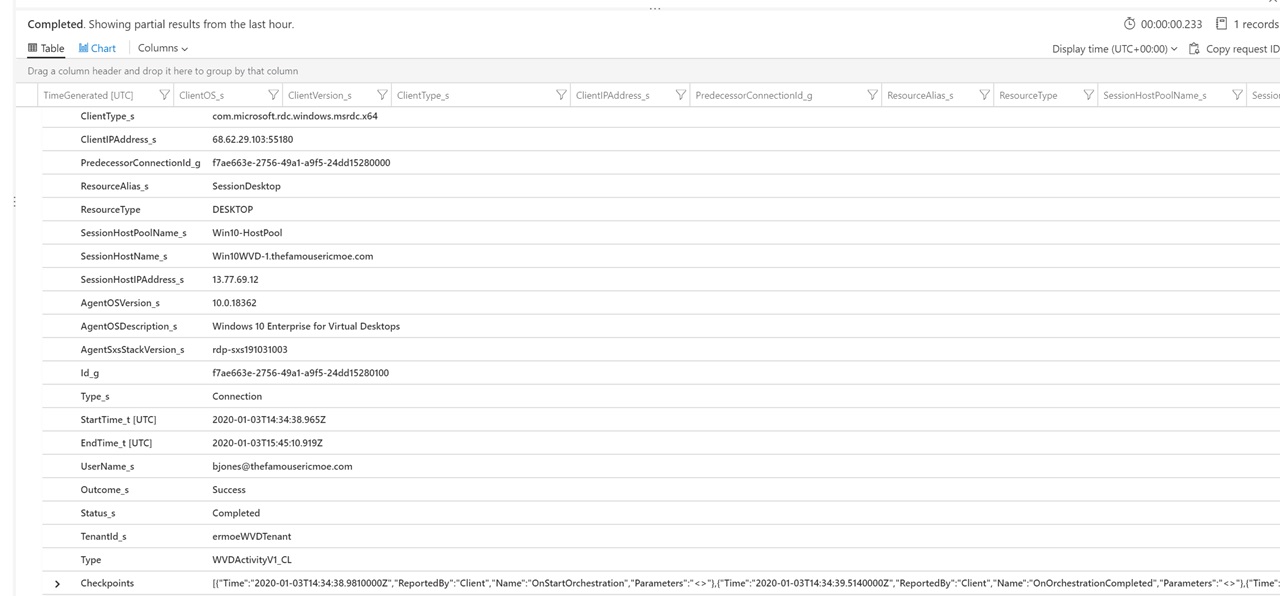 Completed. Showing partial results from the last hour. 00:00:00.233 1 records
Table Chart Columns Display time (UTC+00:00) Copy request ID
Drag a column header and drop it here to group by that column
TimeGenerated [UTC] ClientOS_s ClientVersion_s ClientType_s ClientIPAddress_s PredecessorConnectionId_g ResourceAlias_s ResourceType SessionHostPoolName_s Session
ClientType_s com.microsoft.rdc.windows.msrdc.x64
ClientIPAddress_s 68.62.29.103:55180
PredecessorConnectionId_g f7ae663e-2756-49a1-a9f5-24dd15280000
ResourceAlias_s SessionDesktop
ResourceType DESKTOP
SessionHostPoolName_s Win10-HostPool
SessionHostName_s Win10WVD-1.thefamousericmoe.com
SessionHostIPAddress_s 13.77.69.12
AgentOSVersion_s 10.0.18362
AgentOSDescription_s Windows 10 Enterprise for Virtual Desktops
AgentSxsStackVersion_s rdp-sxs191031003
Id_g f7ae663e-2756-49a1-a9f5-24dd15280100
Type_s Connection
StartTime_t [UTC] 2020-01-03T14:34:38.965Z
EndTime_t [UTC] 2020-01-03T15:45:10.919Z
UserName_s bjones@thefamousericmoe.com
Outcome_s Success
Status_s Completed
TenantId_s ermoeWVDTenant
Type WVDActivityV1_CL
Checkpoints [{"Time":"2020-01-03T14:34:38.9810000Z","ReportedBy":"Client","Name":"OnStartOrchestration","Parameters":"<>"},{"Time":"2020-01-03T14:34:39.5140000Z","ReportedBy":"Client","Name":"OnOrchestrationCompleted","Parameters":"<>"},{"Time":